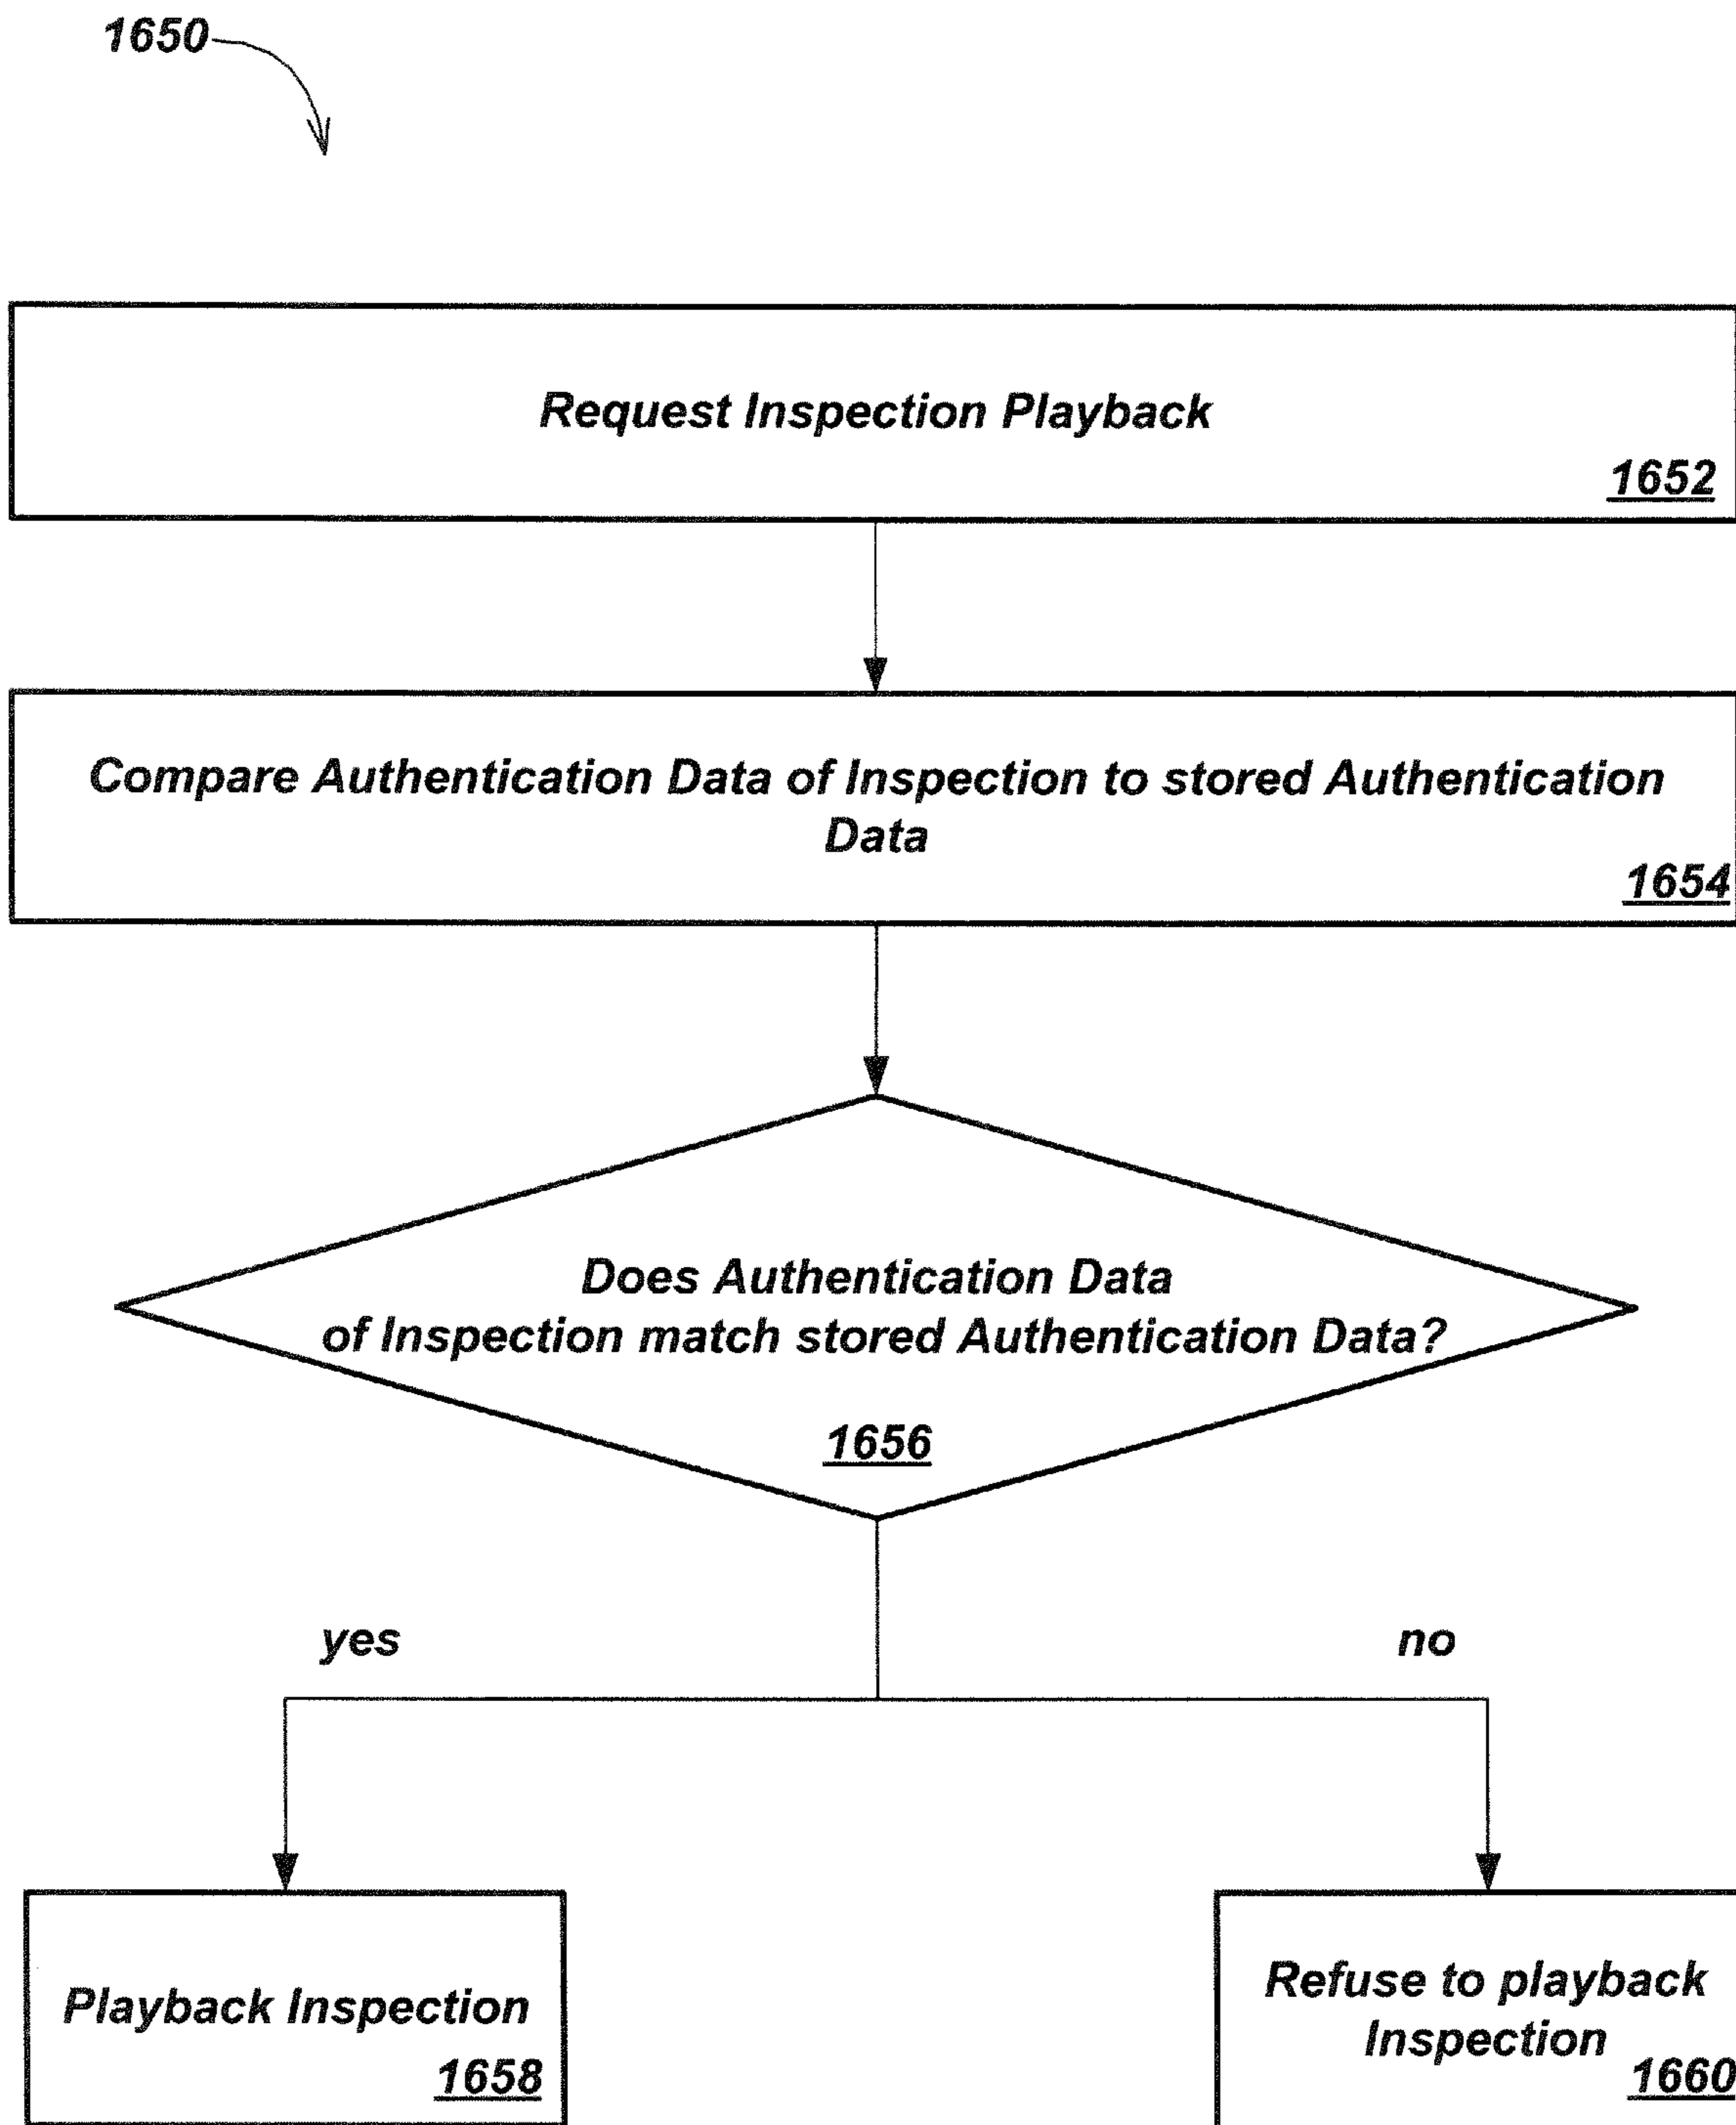 1650
Request Inspection Playback
1652
Compare Authentication Data of Inspection to stored Authentication
Data
1654
Does Authentication Data
of Inspection match stored Authentication Data?
1656
yes
no
Playback Inspection
1658
Refuse to playback
Inspection
1660